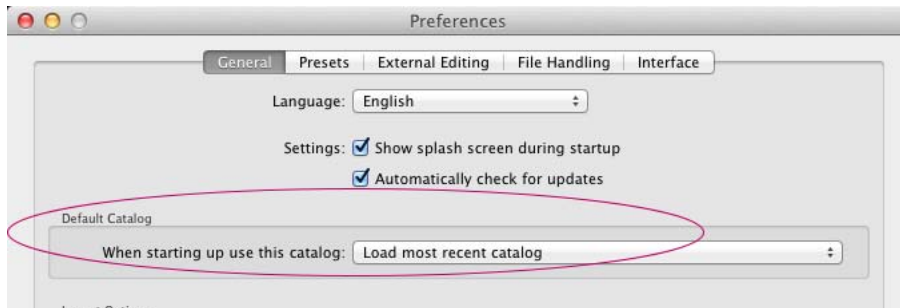 Preferences
General Presets External Editing File Handling Interface
Language: English
Settings: Show splash screen during startup
Automatically check for updates
Default Catalog
When starting up use this catalog: Load most recent catalog